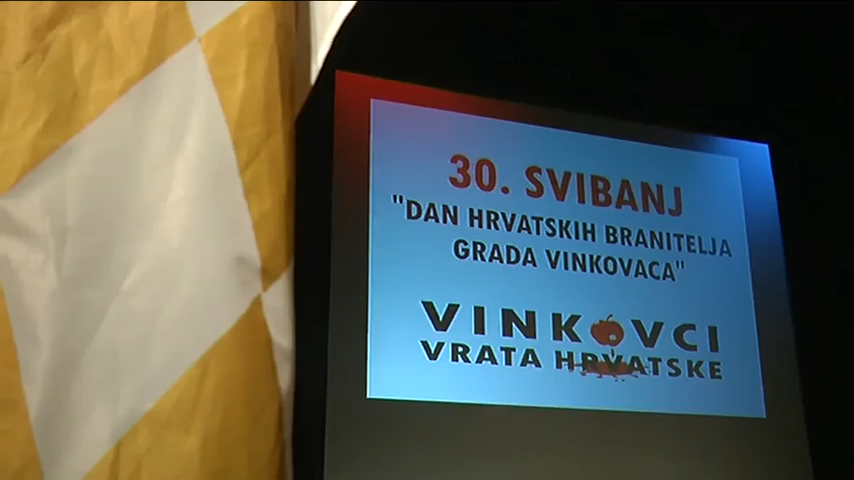 30. SVIBANJ
"DAN HRVATSKIH BRANITELJA
GRADA VINKOVACA"
VINKOVCI
VRATA HRVATSKE